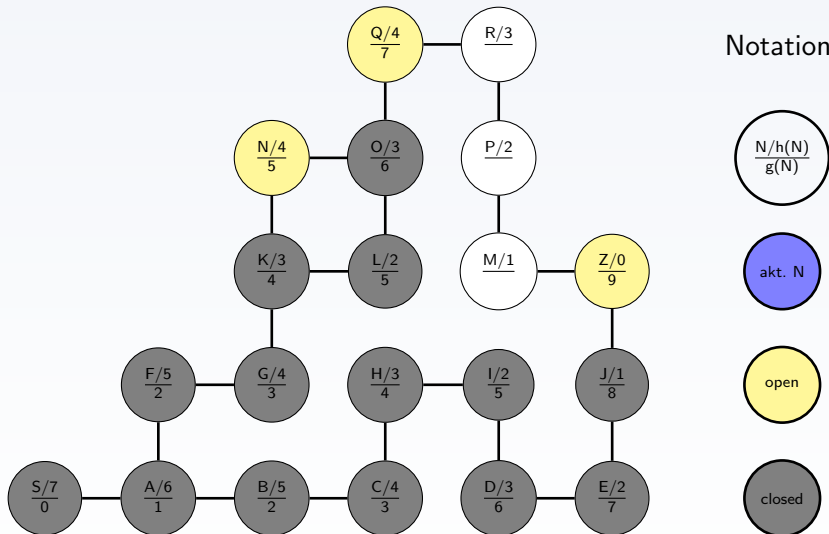 Q/4
7
R/3
Notation
N/4
5
O/3
6
P/2
N/h(N)
g(N)
K/3
4
L/2
5
M/1
Z/0
9
akt. N
F/5
2
G/4
3
H/3
4
I/2
5
J/1
8
open
S/7
0
A/6
1
B/5
2
C/4
3
D/3
6
E/2
7
closed